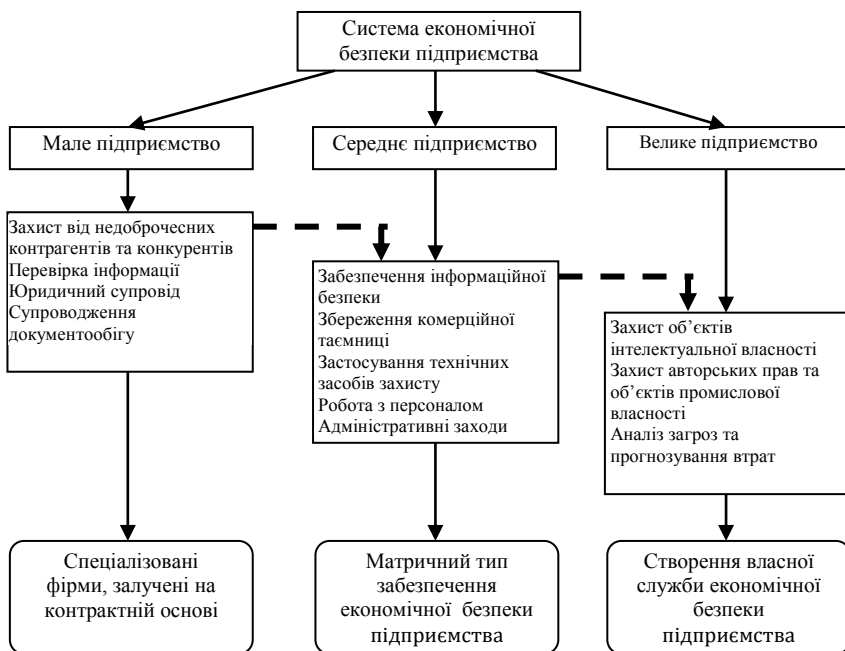 Система економічної
безпеки підприємства
Мале підприємство
Середнє підприємство
Велике підприємство
Захист від недоброчесних
контрагентів та конкурентів
Перевірка інформації
Юридичний супровід
Супроводження
документообігу
Забезпечення інформаційної
безпеки
Збереження комерційної
таємниці
Застосування технічних
засобів захисту
Робота з персоналом
Адміністративні заходи
Захист об’єктів
інтелектуальної власності
Захист авторських прав та
об’єктів промислової
власності
Аналіз загроз та
прогнозування втрат
Спеціалізовані
фірми, залучені на
контрактній основі
Матричний тип
забезпечення
економічної безпеки
підприємства
Створення власної
служби економічної
безпеки
підприємства